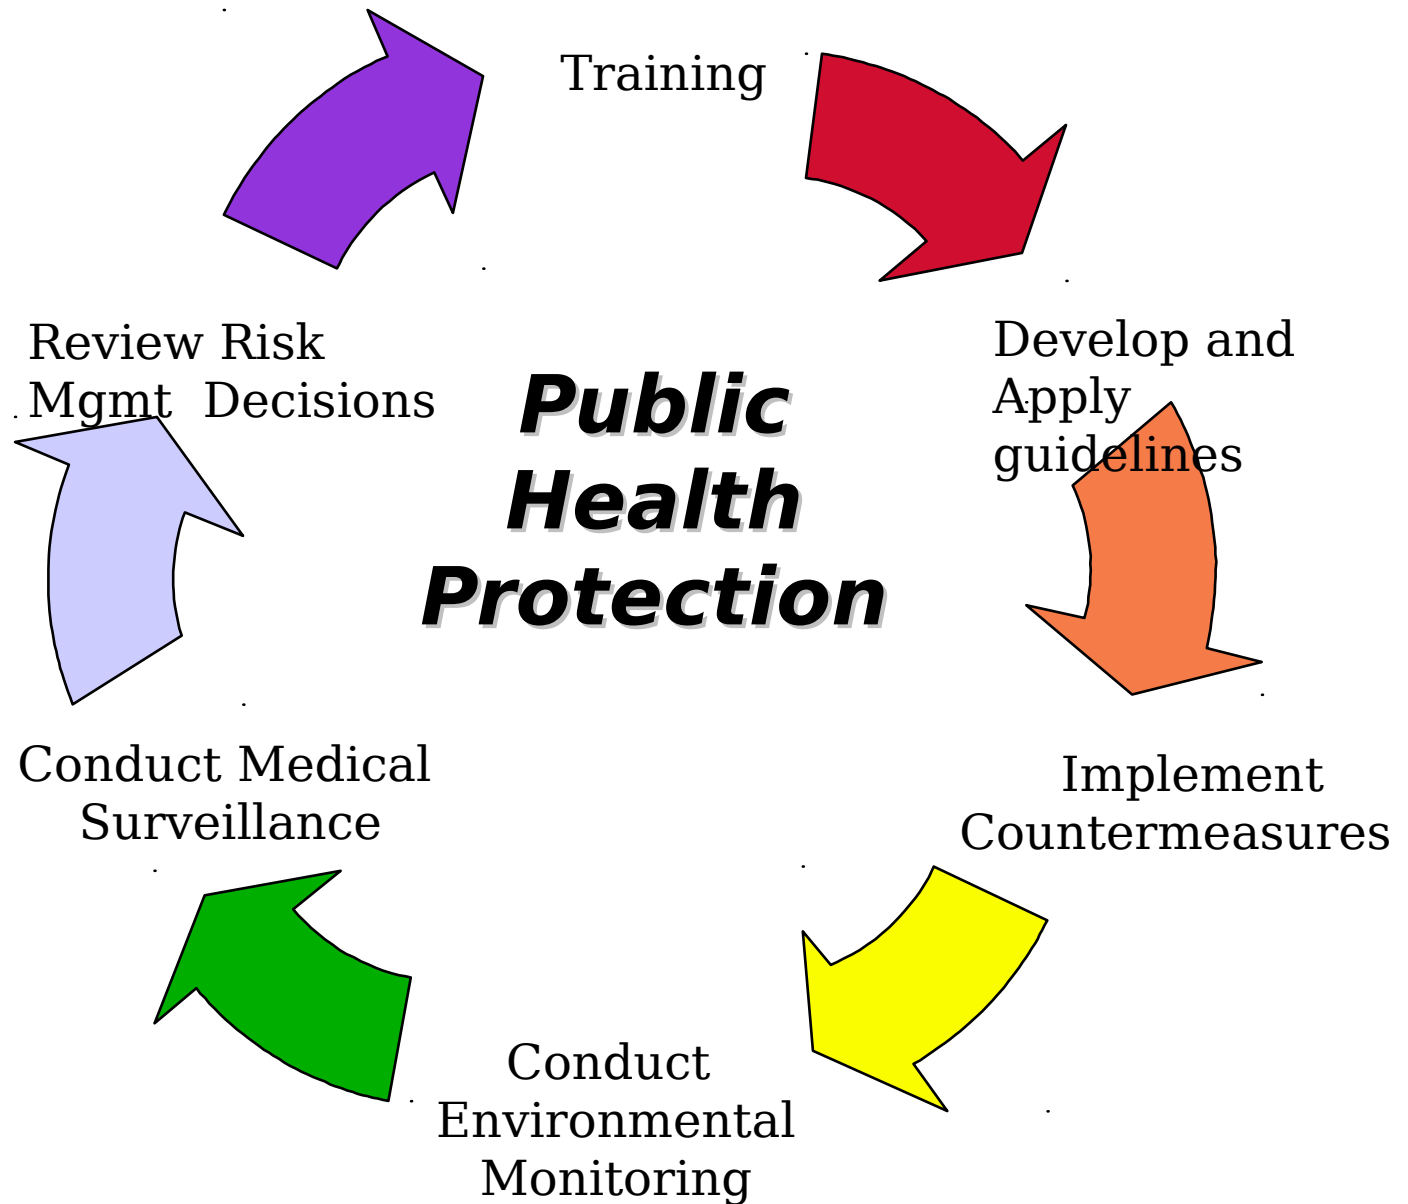 Training
Develop and
Apply
guidelines
Implement
Countermeasures
Conduct
Environmental
Monitoring
Conduct Medical
Surveillance
Review Risk
Mgmt  Decisions
Public
Health
Protection